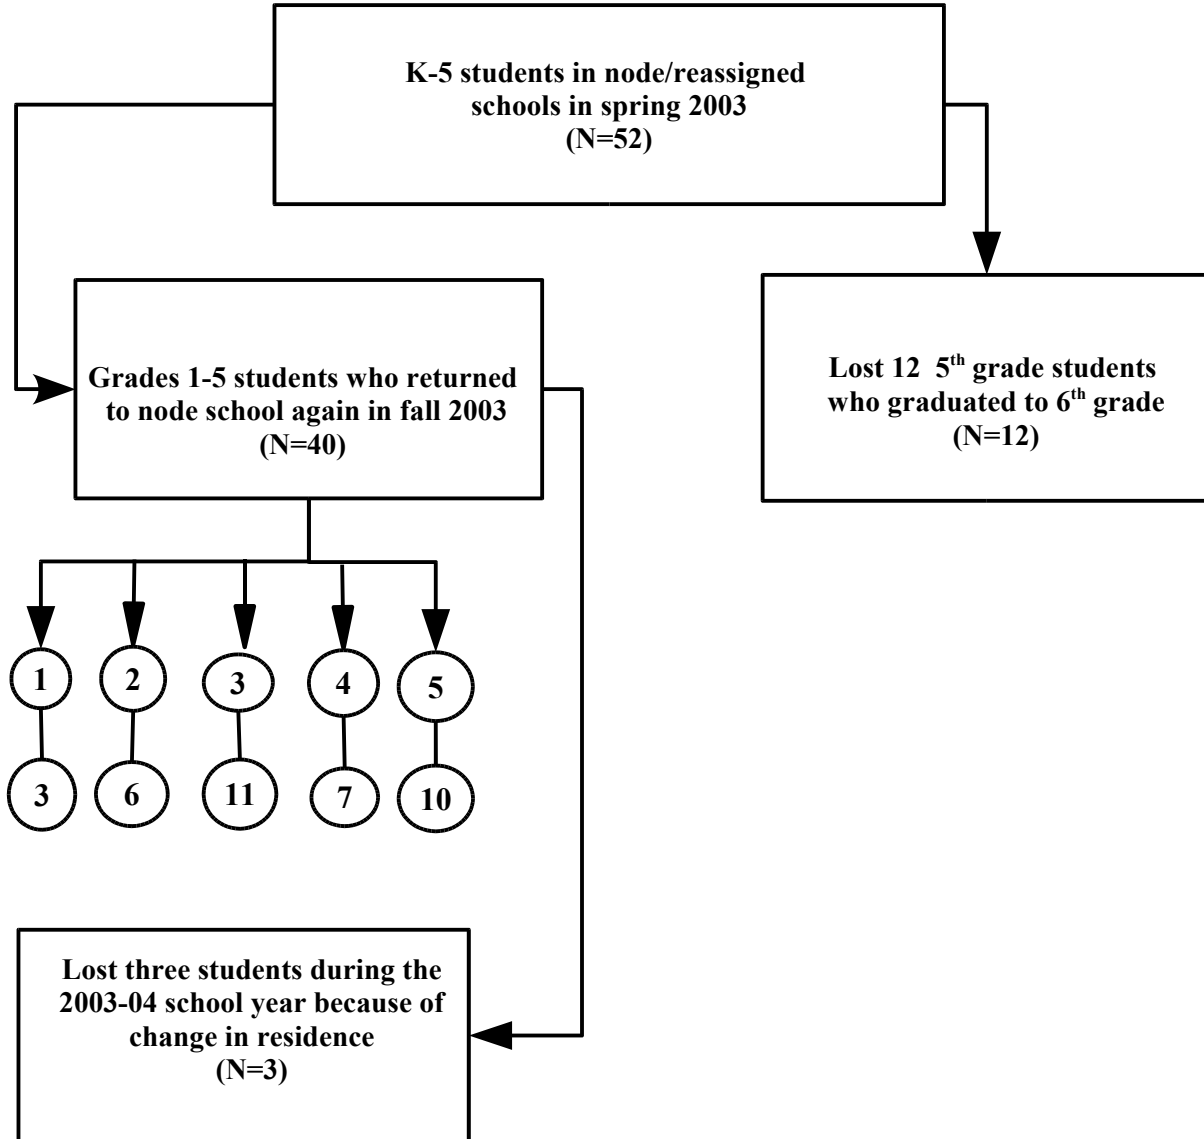 K-5 students in node/reassigned
schools in spring 2003
(N=52)
Grades 1-5 students who returned
to node school again in fall 2003
(N=40)
Lost 12 5th grade students
who graduated to 6th grade
(N=12)
1 2 3 4 5
3 6 11 7 10
Lost three students during the
2003-04 school year because of
change in residence
(N=3)